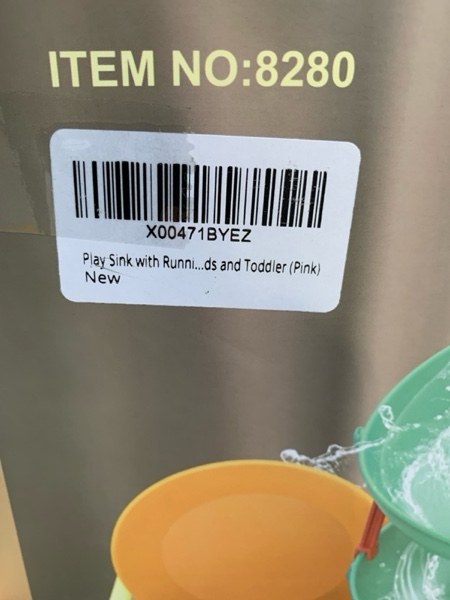 ITEM NO:8280
X00471BYEZ
Play Sink with Runni...ds and Toddler (Pink)
New